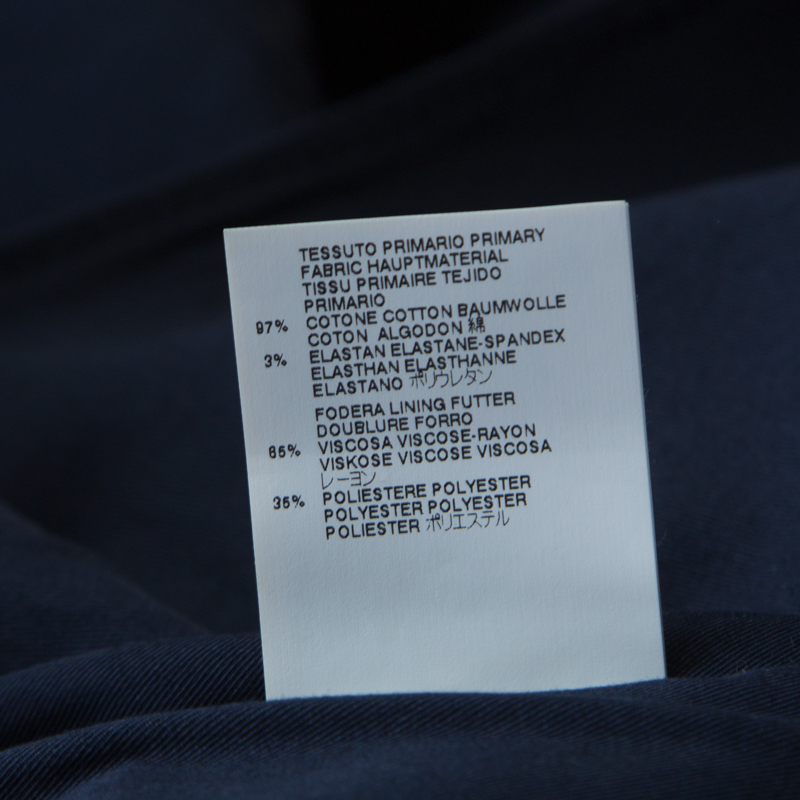 TESSUTO PRIMARIO PRIMARY
FABRIC HAUPTMATERIAL
TISSU PRIMAIRE TEJIDO
PRIMARIO
97% COTONE COTTON BAUMWOLLE
COTON ALGODON 綿
3% ELASTAN ELASTANE-SPANDEX
ELASTHAN ELASTHANNE
ELASTANO ポリウレタン
FODERA LINING FUTTER
DOUBLURE FORRO
65% VISCOSA VISCOSE-RAYON
VISKOSE VISCOSE VISCOSA
レーヨン
35% POLIESTERE POLYESTER
POLYESTER POLYESTER
POLIESTER ポリエステル